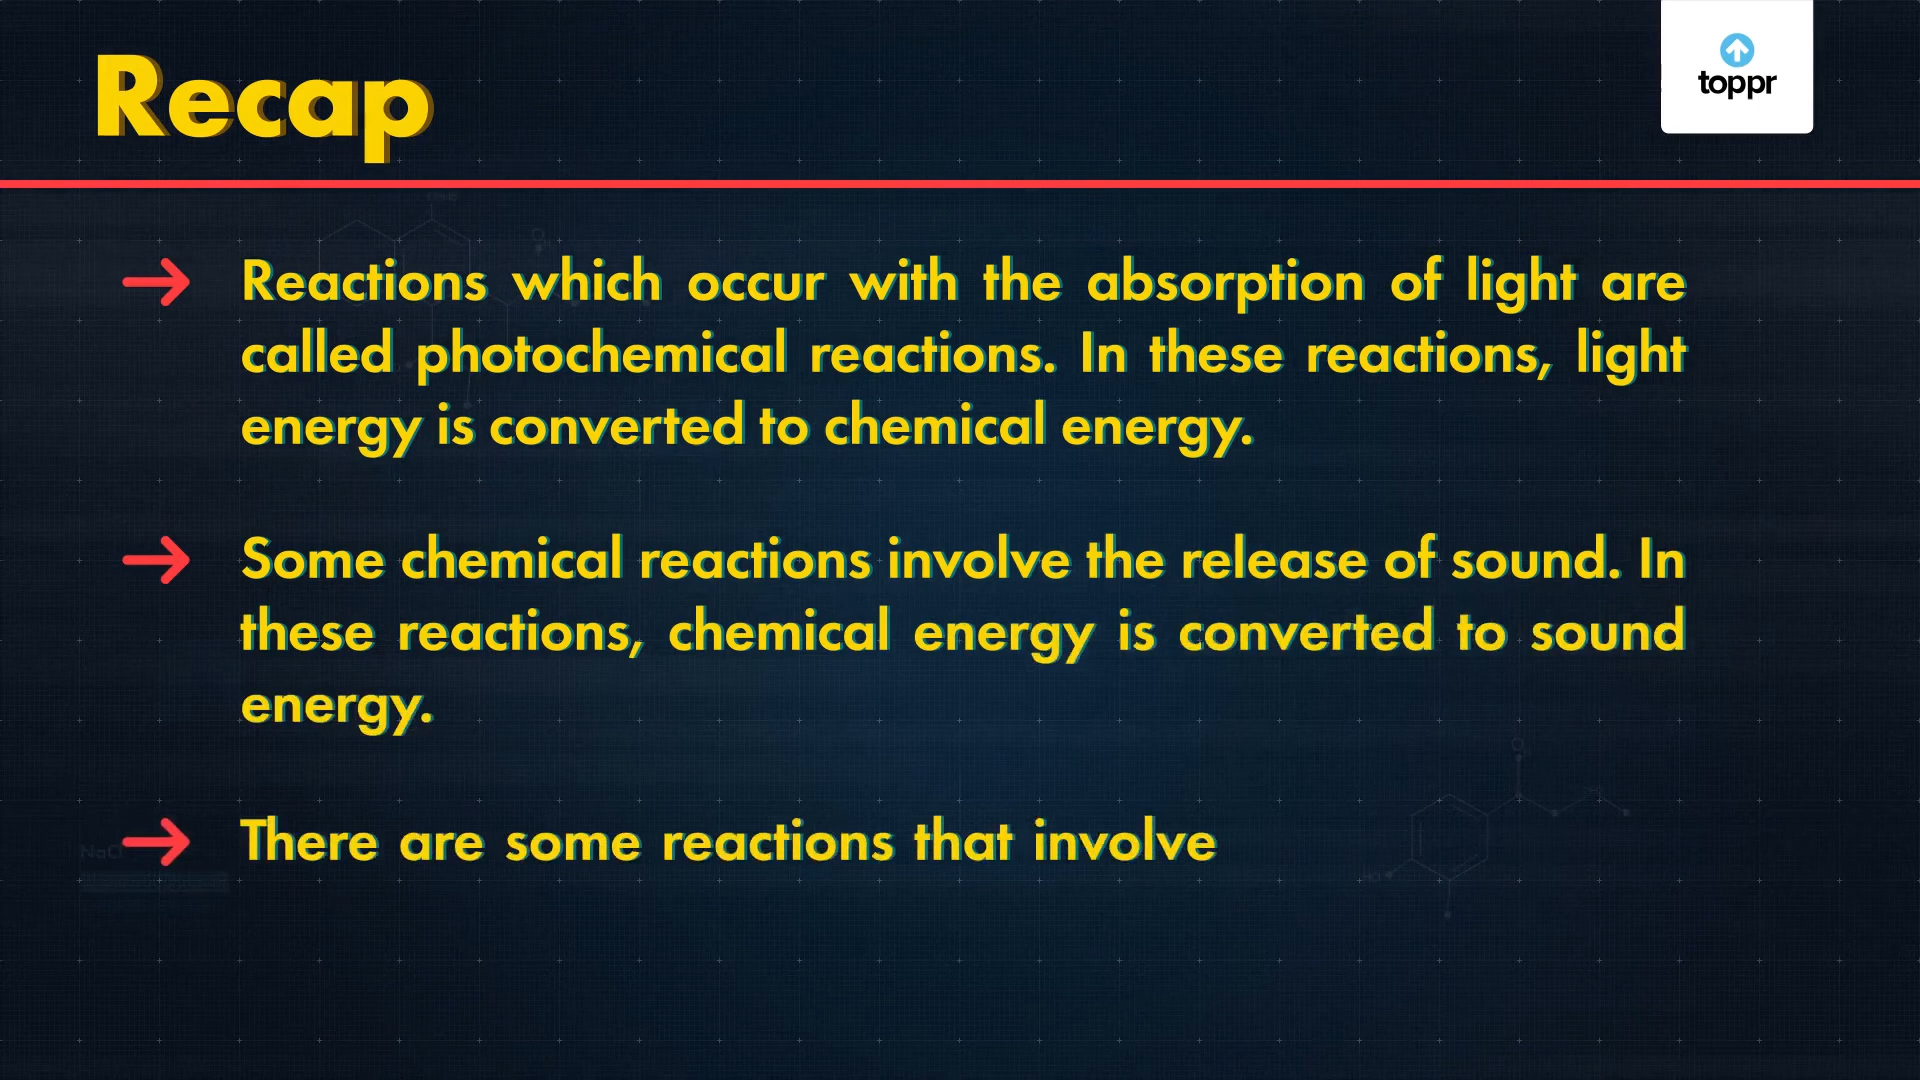 Recap
toppr
Reactions which occur with the absorption of light are
called photochemical reactions. In these reactions, light
energy is converted to chemical energy.
Some chemical reactions involve the release of sound. In
these reactions, chemical energy is converted to sound
energy.
There are some reactions that involve
NaCl
HO
O